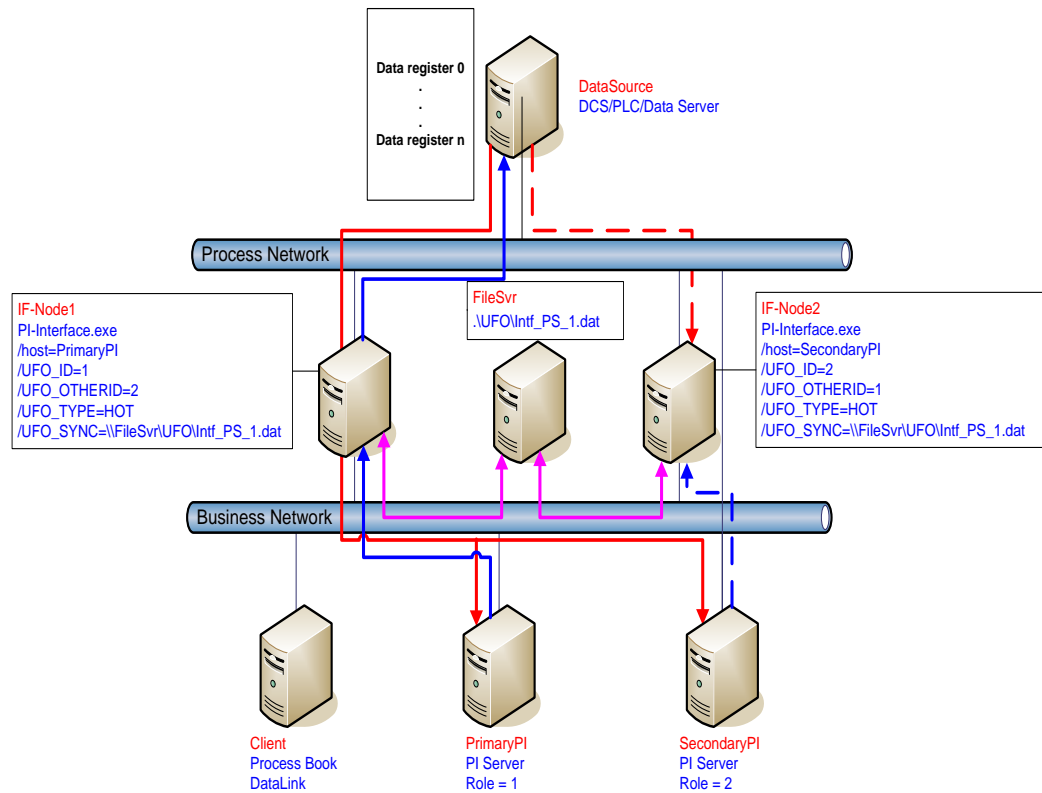 Data register 0
.
.
.
Data register n
DataSource
DCS/PLC/Data Server
Process Network
IF-Node1
PI-Interface.exe
/host=PrimaryPI
/UFO_ID=1
/UFO_OTHERID=2
/UFO_TYPE=HOT
/UFO_SYNC=\\FileSvr\UFO\Intf_PS_1.dat
FileSvr
.\UFO\Intf_PS_1.dat
IF-Node2
PI-Interface.exe
/host=SecondaryPI
/UFO_ID=2
/UFO_OTHERID=1
/UFO_TYPE=HOT
/UFO_SYNC=\\FileSvr\UFO\Intf_PS_1.dat
Business Network
Client
Process Book
DataLink
PrimaryPI
PI Server
Role = 1
SecondaryPI
PI Server
Role = 2